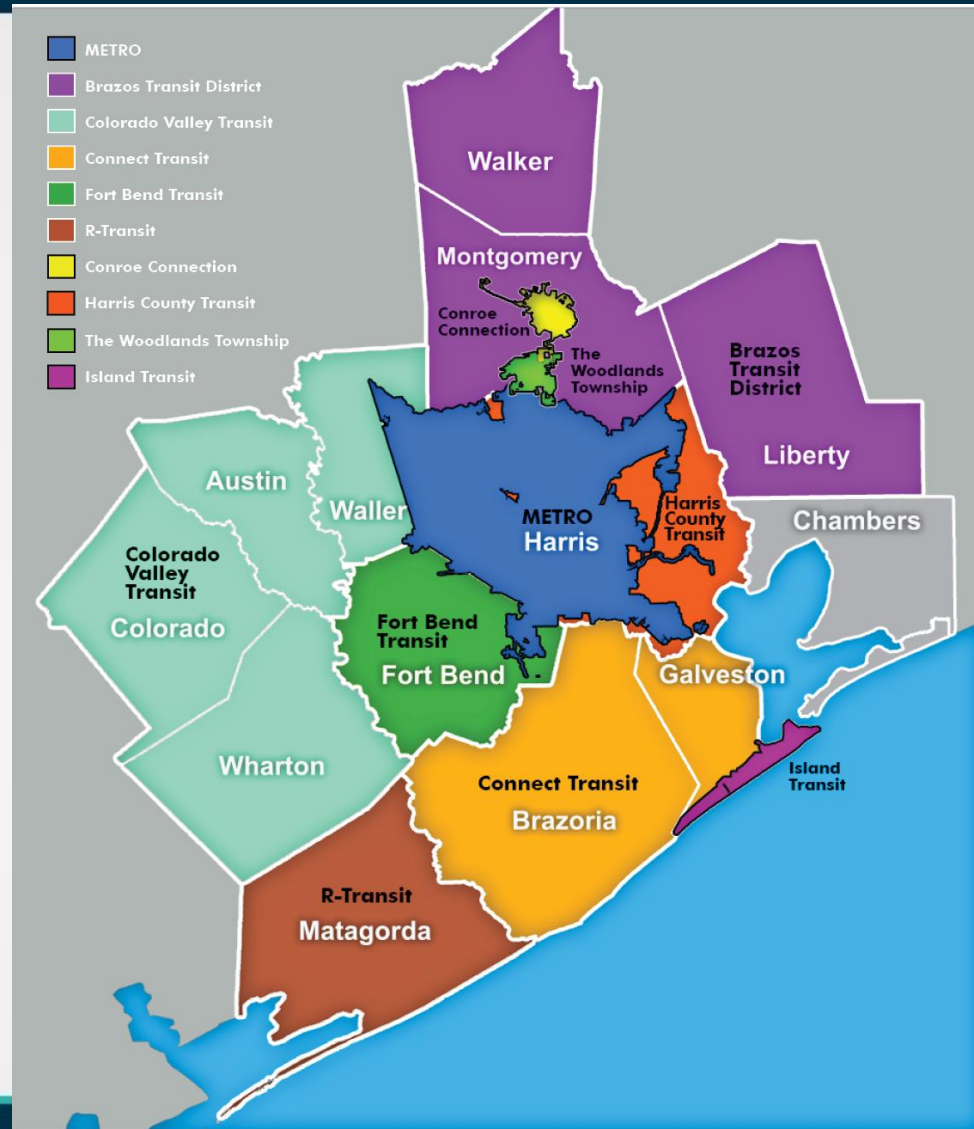 METRO
Brazos Transit District
Colorado Valley Transit
Connect Transit
Fort Bend Transit
R-Transit
Conroe Connection
Harris County Transit
The Woodlands Township
Island Transit
Walker
Montgomery
Conroe
Connection
The
Woodlands
Township
Brazos
Transit
District
Liberty
Austin
Waller
METRO
Harris
Harris
County
Transit
Chambers
Colorado
Valley
Transit
Colorado
Fort Bend
Transit
Fort Bend
Galveston
Wharton
Connect Transit
Brazoria
Island
Transit
R-Transit
Matagorda